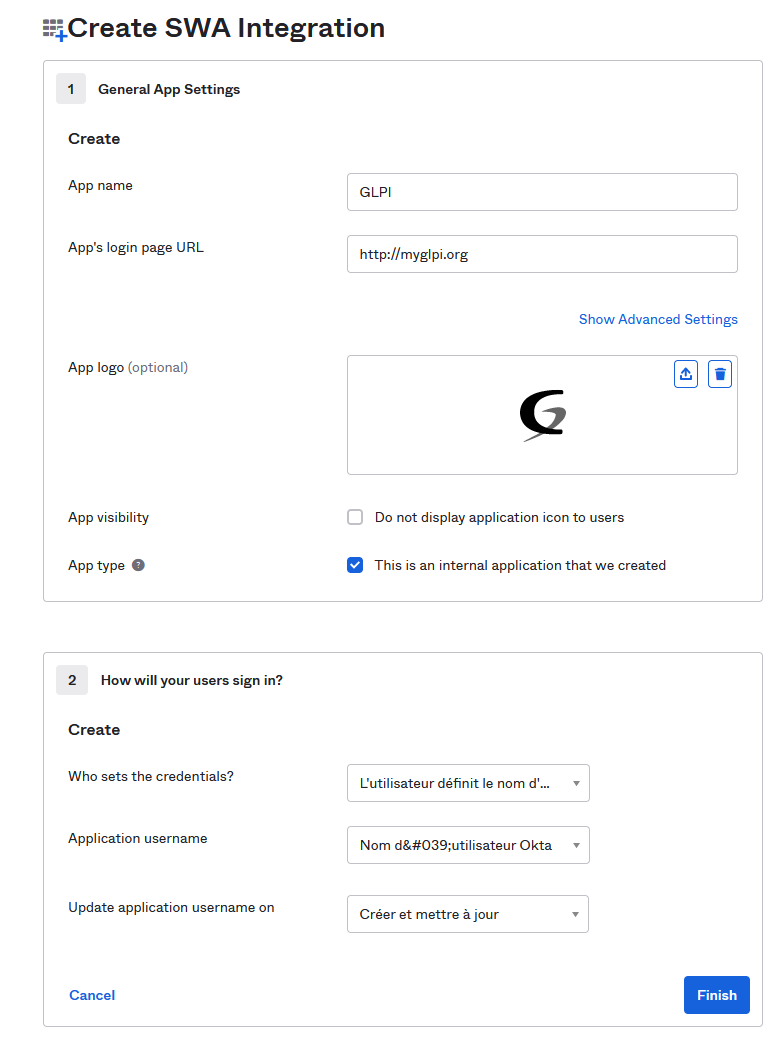 Create SWA Integration
1 General App Settings
Create
App name
GLPI
App's login page URL
http://myglpi.org
Show Advanced Settings
App logo (optional)
App visibility
Do not display application icon to users
App type ?
This is an internal application that we created
2 How will your users sign in?
Create
Who sets the credentials?
L'utilisateur définit le nom d'...
Application username
Nom d&#039;utilisateur Okta
Update application username on
Créer et mettre à jour
Cancel
Finish